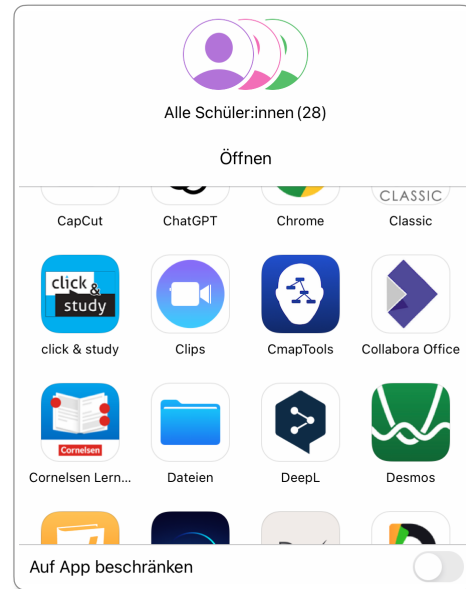 Alle Schüler:innen (28)
Öffnen
CLASSIC
CapCut ChatGPT Chrome Classic
click &
study
click & study Clips CmapTools Collabora Office
Cornelsen
Cornelsen Lern... Dateien DeepL Desmos
Auf App beschränken